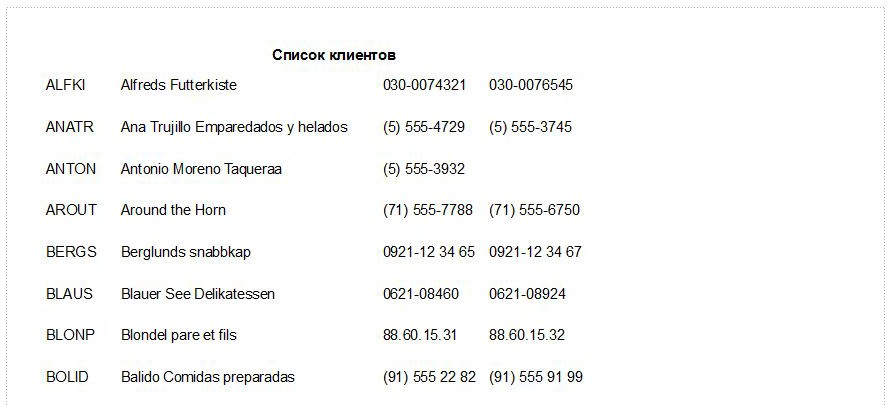 Список клиентов
ALFKI Alfreds Futterkiste 030-0074321 030-0076545
ANATR Ana Trujillo Emparedados y helados (5) 555-4729 (5) 555-3745
ANTON Antonio Moreno Taqueraa (5) 555-3932
AROUT Around the Horn (71) 555-7788 (71) 555-6750
BERGS Berglunds snabbkap 0921-12 34 65 0921-12 34 67
BLAUS Blauer See Delikatessen 0621-08460 0621-08924
BLONP Blondel pare et fils 88.60.15.31 88.60.15.32
BOLID Balido Comidas preparadas (91) 555 22 82 (91) 555 91 99